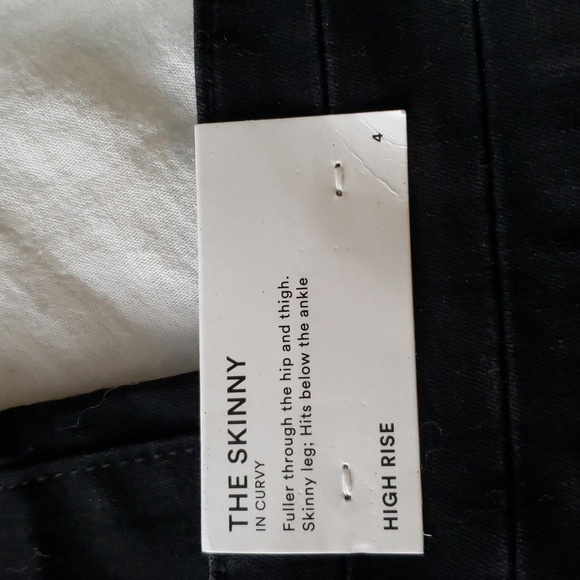 THE SKINNY
IN CURVY
Fuller through the hip and thigh.
Skinny leg; Hits below the ankle
HIGH RISE
4